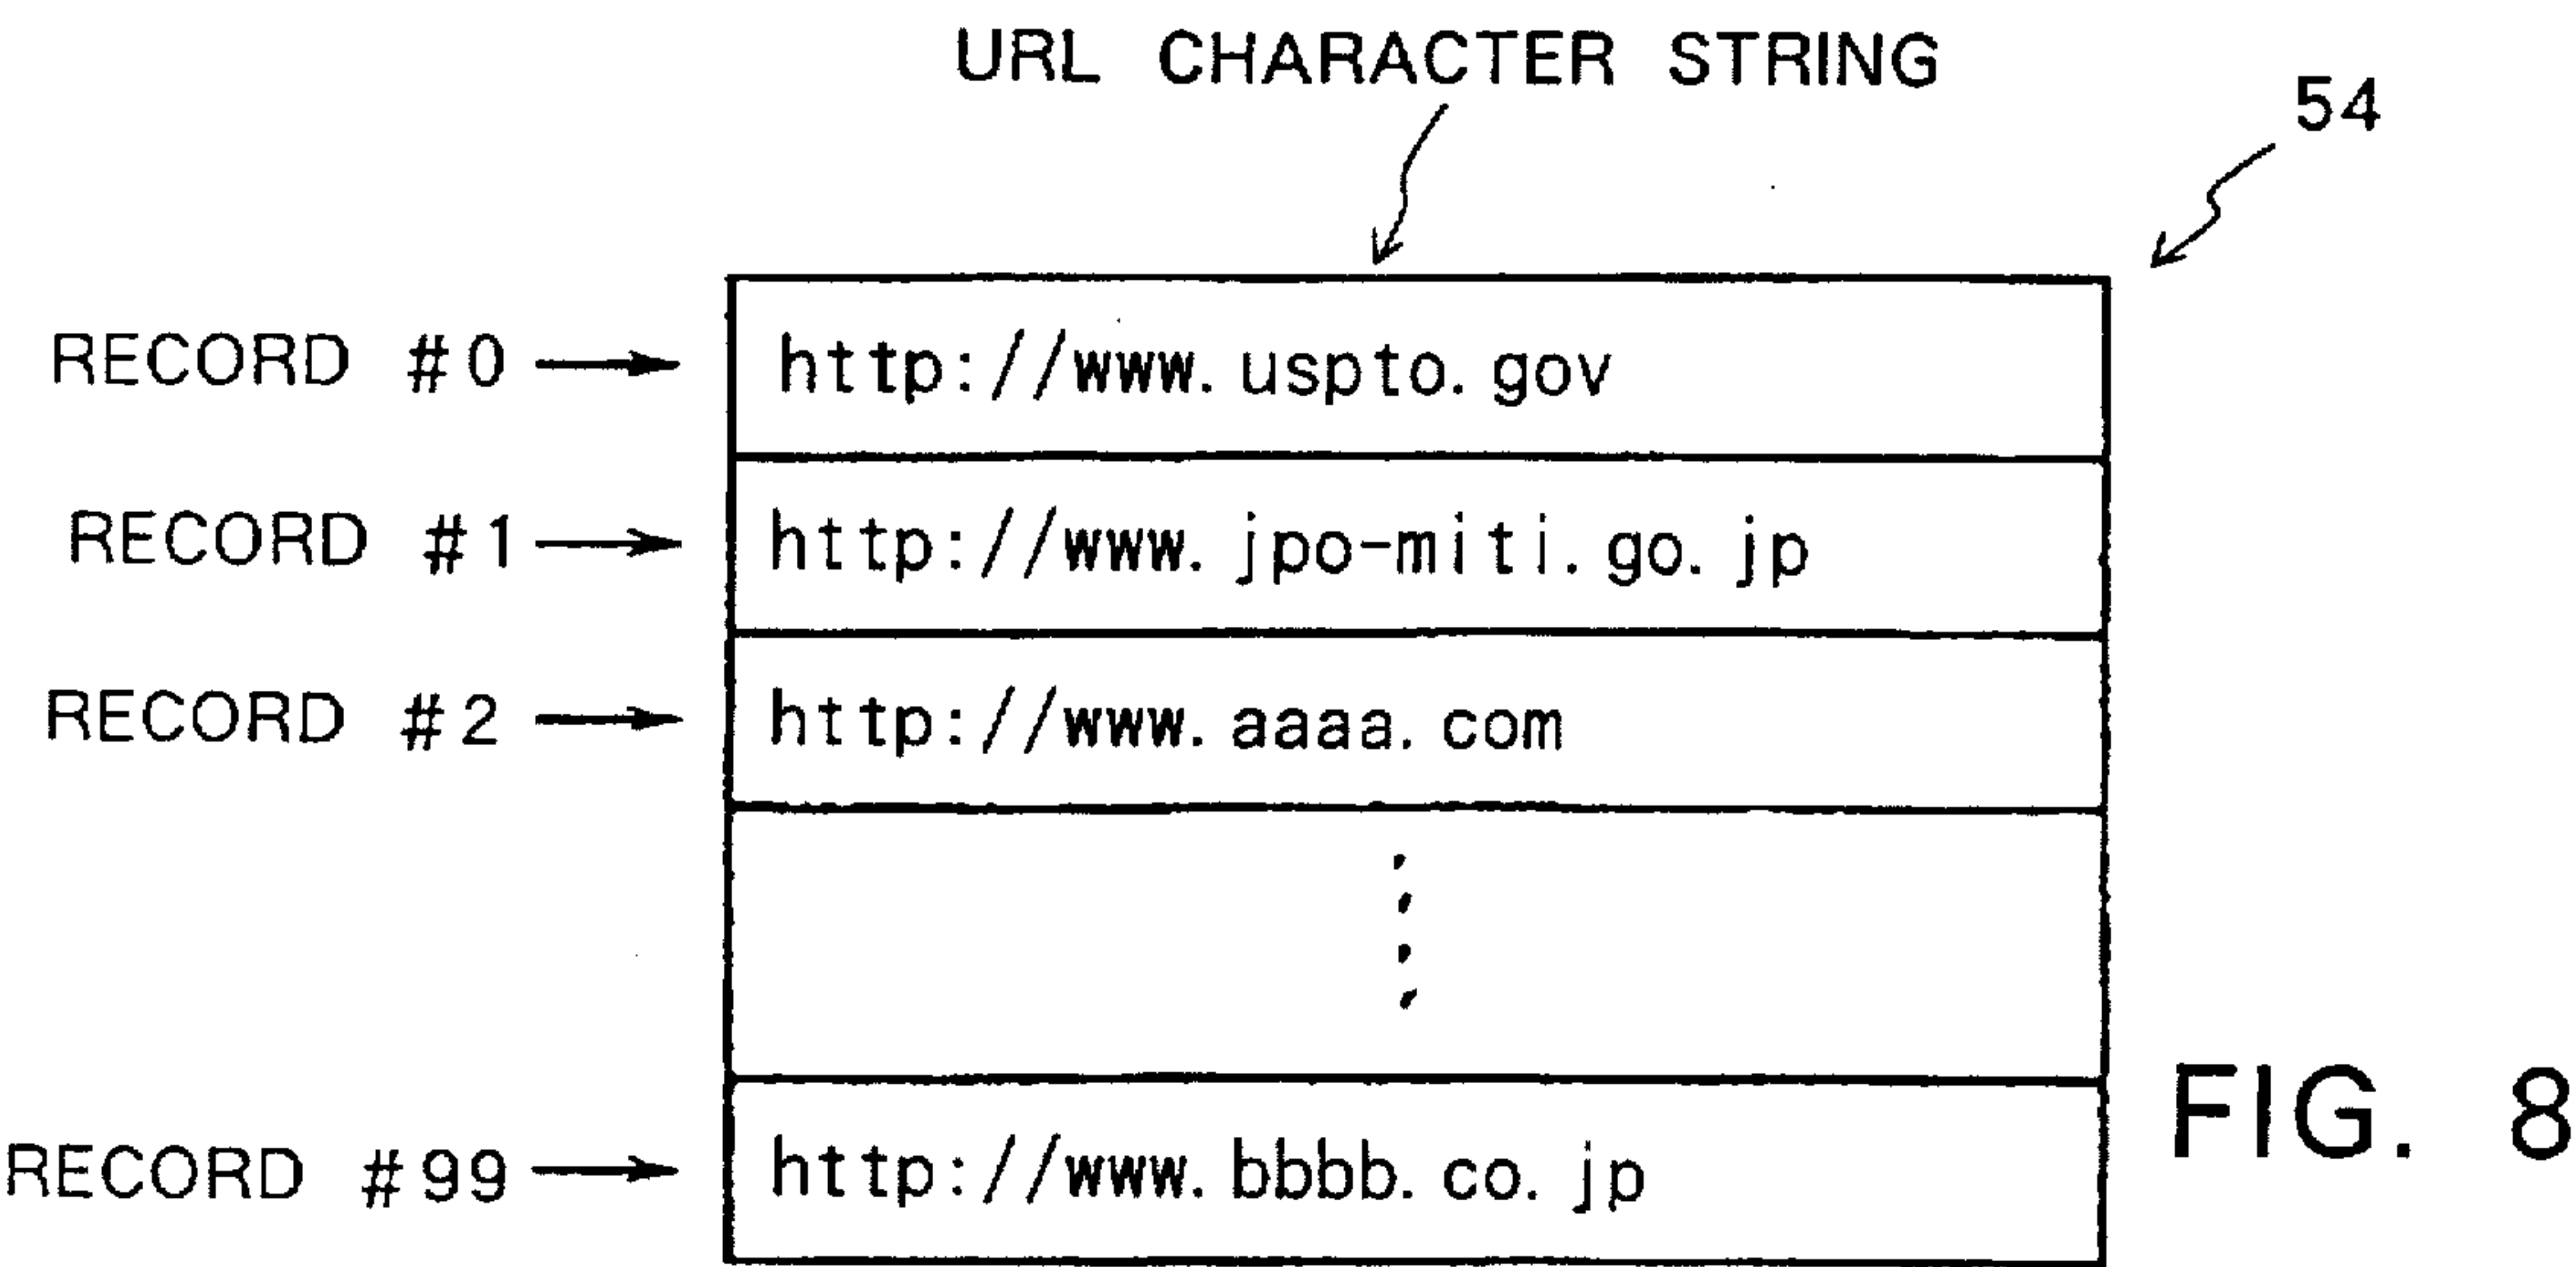 URL CHARACTER STRING
54
RECORD #0 http://www.uspto.gov
RECORD #1 http://www.jpo-miti.go.jp
RECORD #2 http://www.aaaa.com
RECORD #99 http://www.bbbb.co.jp
FIG. 8